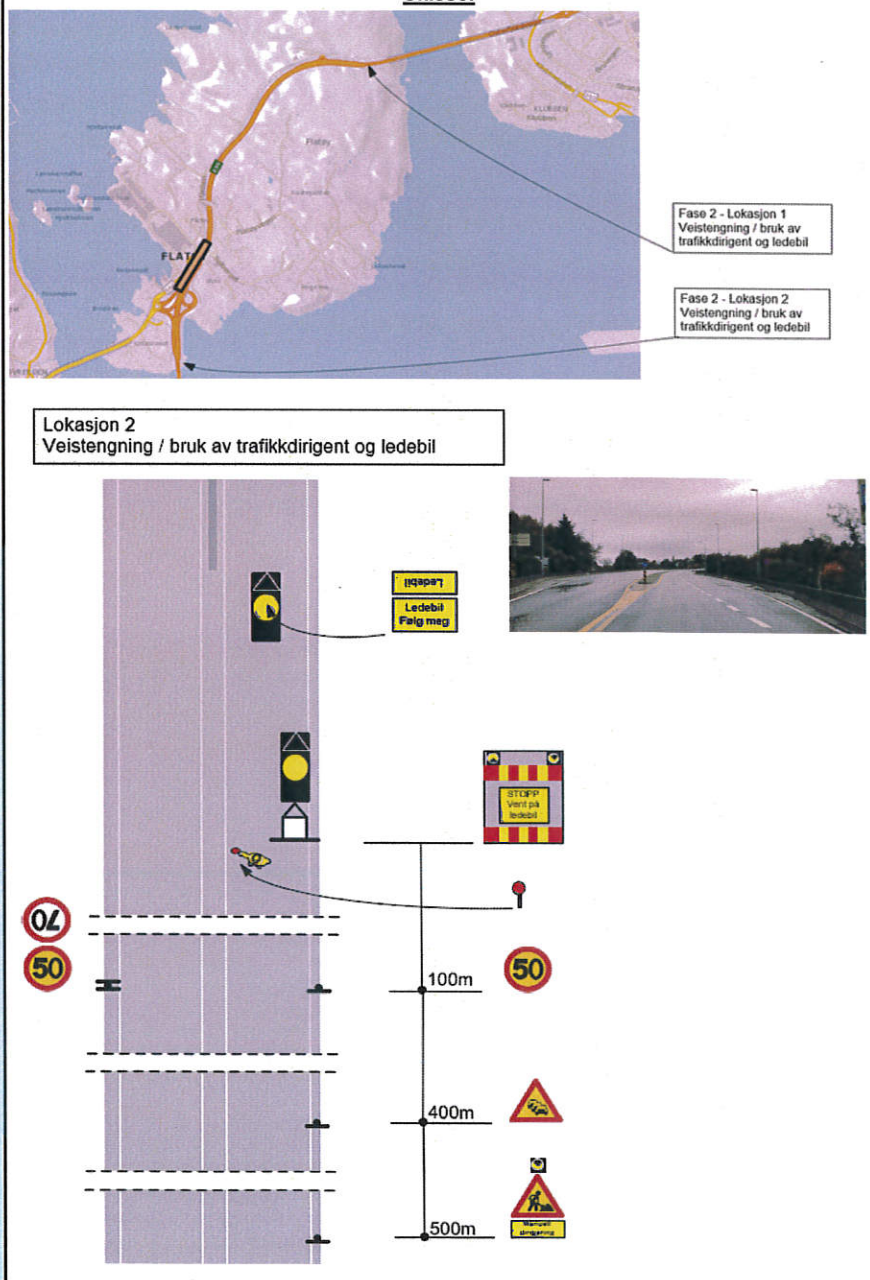 Flatøy
KLUBBEN
FLAT
Fase 2 - Lokasjon 1
Veistengning / bruk av
trafikkdirigent og ledebil
Fase 2 - Lokasjon 2
Veistengning / bruk av
trafikkdirigent og ledebil
Lokasjon 2
Veistengning / bruk av trafikkdirigent og ledebil
Ledebil
Ledebil
Følg meg
STOPP
Vent på
ledebil
70
50
100m
50
400m
500m
Manuell
dirigering